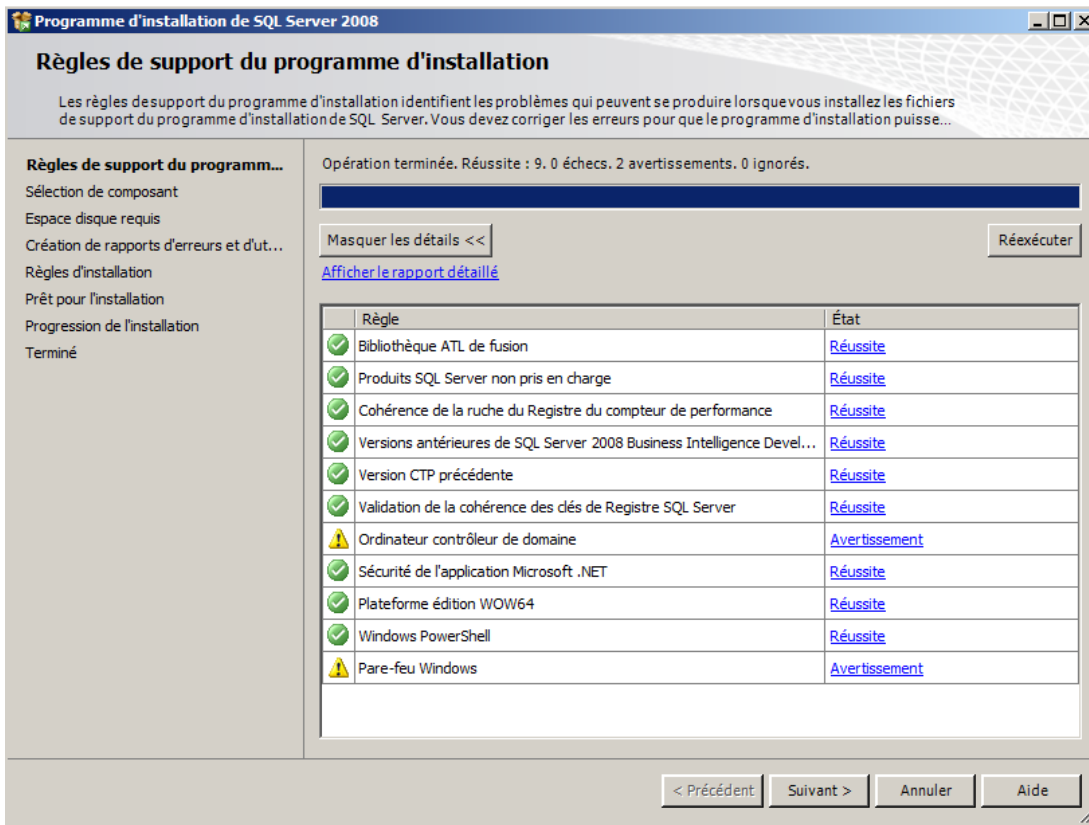 Programme d'installation de SQL Server 2008
Règles de support du programme d'installation
Les règles de support du programme d'installation identifient les problèmes qui peuvent se produire lorsque vous installez les fichiers
de support du programme d'installation de SQL Server. Vous devez corriger les erreurs pour que le programme d'installation puisse...
Règles de support du programm...
Sélection de composant
Espace disque requis
Création de rapports d'erreurs et d'ut...
Règles d'installation
Prêt pour l'installation
Progression de l'installation
Terminé
Opération terminée. Réussite : 9. 0 échecs. 2 avertissements. 0 ignorés.
Masquer les détails <<
Réexécuter
Afficher le rapport détaillé
Règle État
Bibliothèque ATL de fusion Réussite
Produits SQL Server non pris en charge Réussite
Cohérence de la ruche du Registre du compteur de performance Réussite
Versions antérieures de SQL Server 2008 Business Intelligence Devel... Réussite
Version CTP précédente Réussite
Validation de la cohérence des clés de Registre SQL Server Réussite
Ordinateur contrôleur de domaine Avertissement
Sécurité de l'application Microsoft .NET Réussite
Plateforme édition WOW64 Réussite
Windows PowerShell Réussite
Pare-feu Windows Avertissement
< Précédent Suivant > Annuler Aide